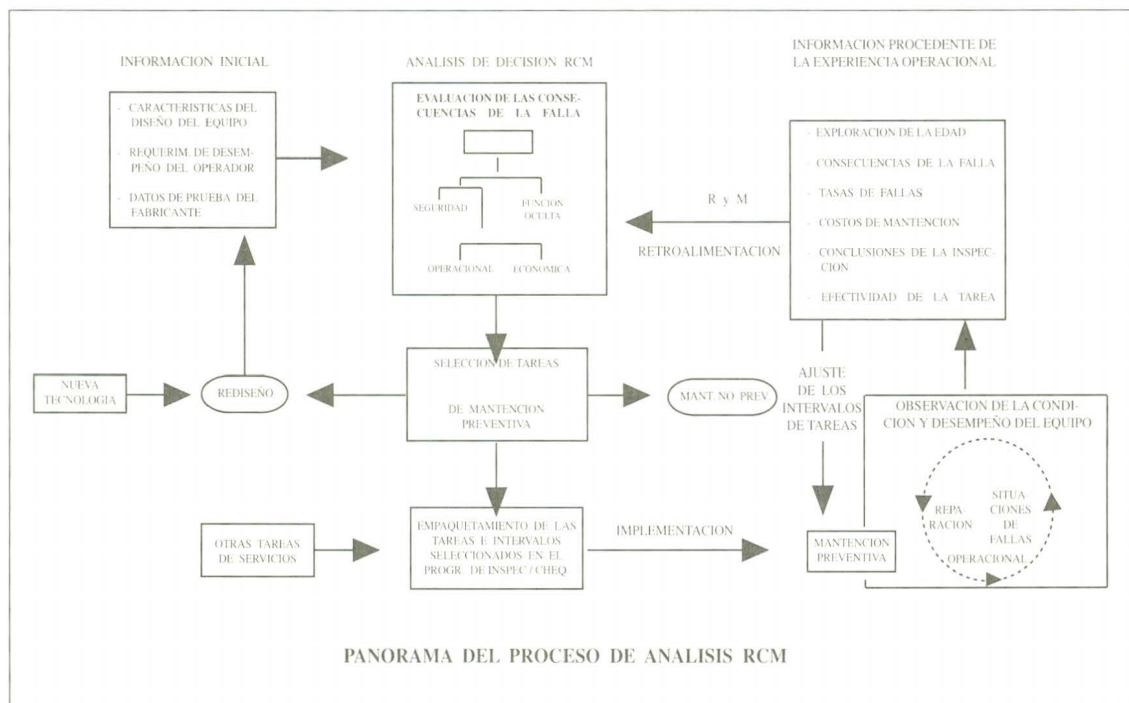 INFORMACION INICIAL
- CARACTERISTICAS DEL
DISEÑO DEL EQUIPO
- REQUERIM. DE DESEM-
PEÑO DEL OPERADOR
- DATOS DE PRUEBA DEL
FABRICANTE
ANALISIS DE DECISION RCM
EVALUACION DE LAS CONSE-
CUENCIAS DE LA FALLA
SEGURIDAD
FUNCION
OCULTA
OPERACIONAL
ECONOMICA
INFORMACION PROCEDENTE DE
LA EXPERIENCIA OPERACIONAL
- EXPLORACION DE LA EDAD
- CONSECUENCIAS DE LA FALLA
- TASAS DE FALLAS
- COSTOS DE MANTENCION
- CONCLUSIONES DE LA INSPEC-
CION
- EFECTIVIDAD DE LA TAREA
R y M
RETROALIMENTACION
NUEVA
TECNOLOGIA
REDISEÑO
SELECCION DE TAREAS
DE MANTENCION
PREVENTIVA
MANT. NO PREV.
AJUSTE
DE LOS
INTERVALOS
DE TAREAS
OBSERVACION DE LA CONDI-
CION Y DESEMPEÑO DEL EQUIPO
REPA-
RACION
SITUA-
CIONES
DE
FALLAS
OPERACIONAL
OTRAS TAREAS
DE SERVICIOS
EMPAQUETAMIENTO DE LAS
TAREAS E INTERVALOS
SELECCIONADOS EN EL
PROGR. DE INSPEC / CHEQ
IMPLEMENTACION
MANTENCION
PREVENTIVA
PANORAMA DEL PROCESO DE ANALISIS RCM